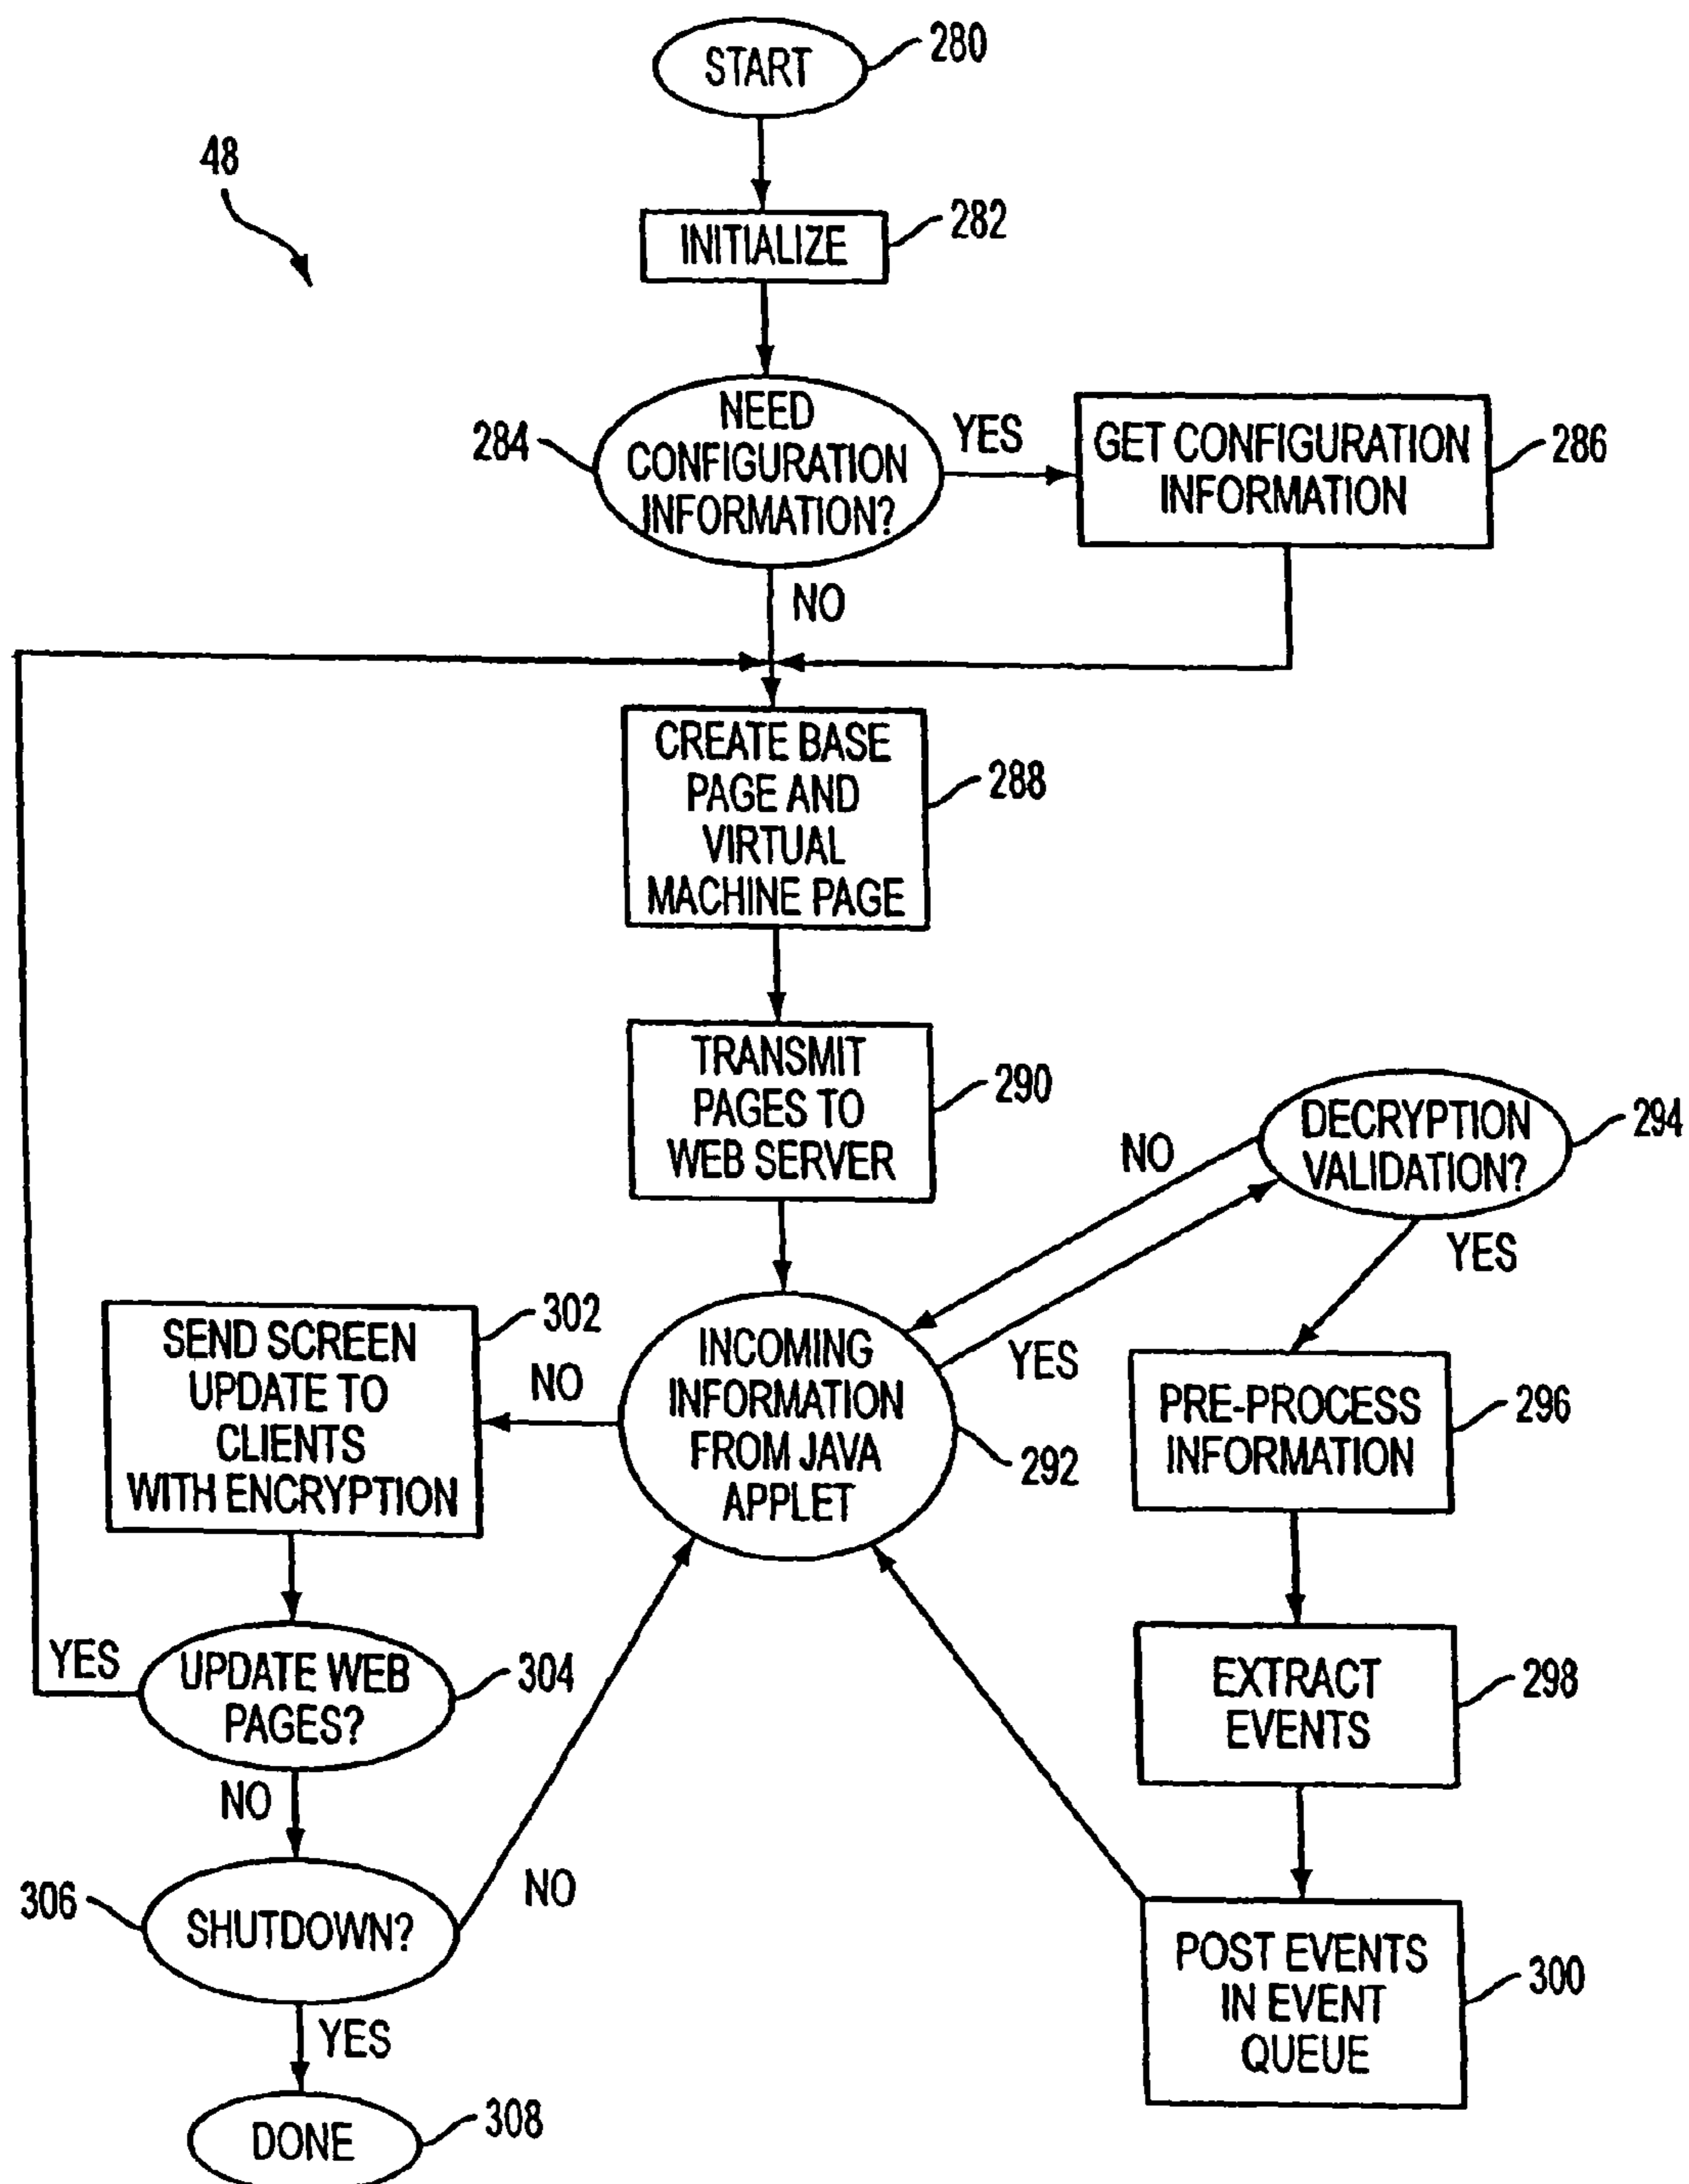 START
280
48
INITIALIZE
282
NEED
CONFIGURATION
INFORMATION?
284
YES
GET CONFIGURATION
INFORMATION
286
NO
CREATE BASE
PAGE AND
VIRTUAL
MACHINE PAGE
288
TRANSMIT
PAGES TO
WEB SERVER
290
DECRYPTION
VALIDATION?
294
NO
YES
YES
INCOMING
INFORMATION
FROM JAVA
APPLET
292
NO
SEND SCREEN
UPDATE TO
CLIENTS
WITH ENCRYPTION
302
PRE-PROCESS
INFORMATION
296
YES
UPDATE WEB
PAGES?
304
EXTRACT
EVENTS
298
NO
306
SHUTDOWN?
NO
POST EVENTS
IN EVENT
QUEUE
300
YES
DONE
308